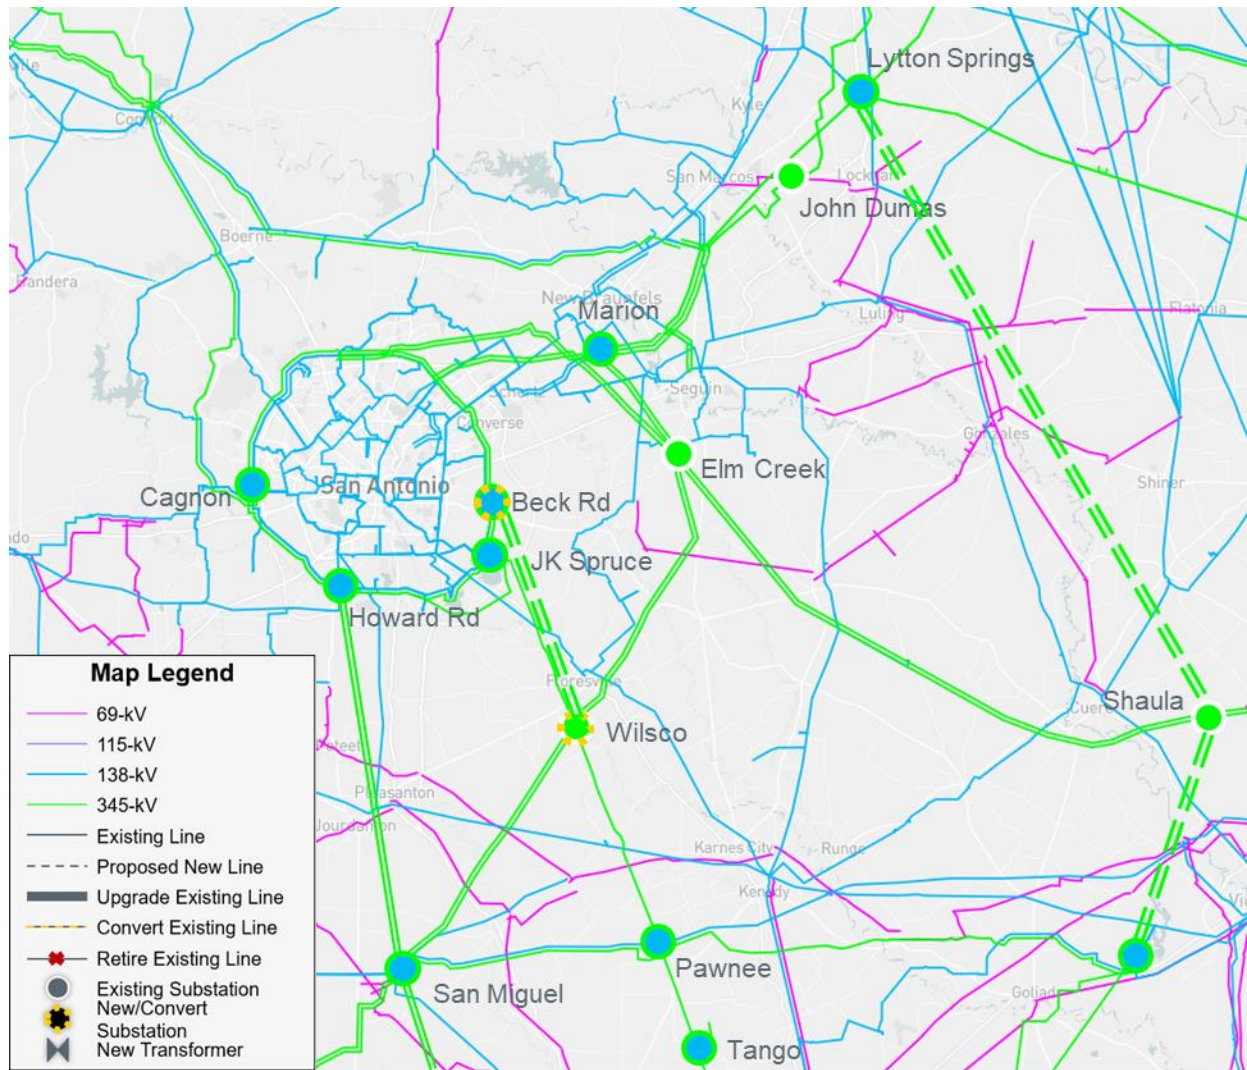 Lytton Springs
Kyle
Comfort
San Marcos
Lockhart
John Dumas
Boerne
Bandera
New Braunfels
Marion
Luling
Flatonia
Seguin
Schertz
Converse
Gonzales
Elm Creek
Cagnon
San Antonio
Beck Rd
Shiner
JK Spruce
Howard Rd
Floresville
Shaula
Cuero
Wilsco
Poteet
Pleasanton
Jourdanton
Karnes City
Runge
Kenedy
Pawnee
San Miguel
Goliad
Tango
Map Legend
69-kV
115-kV
138-kV
345-kV
Existing Line
Proposed New Line
Upgrade Existing Line
Convert Existing Line
Retire Existing Line
Existing Substation
New/Convert
Substation
New Transformer